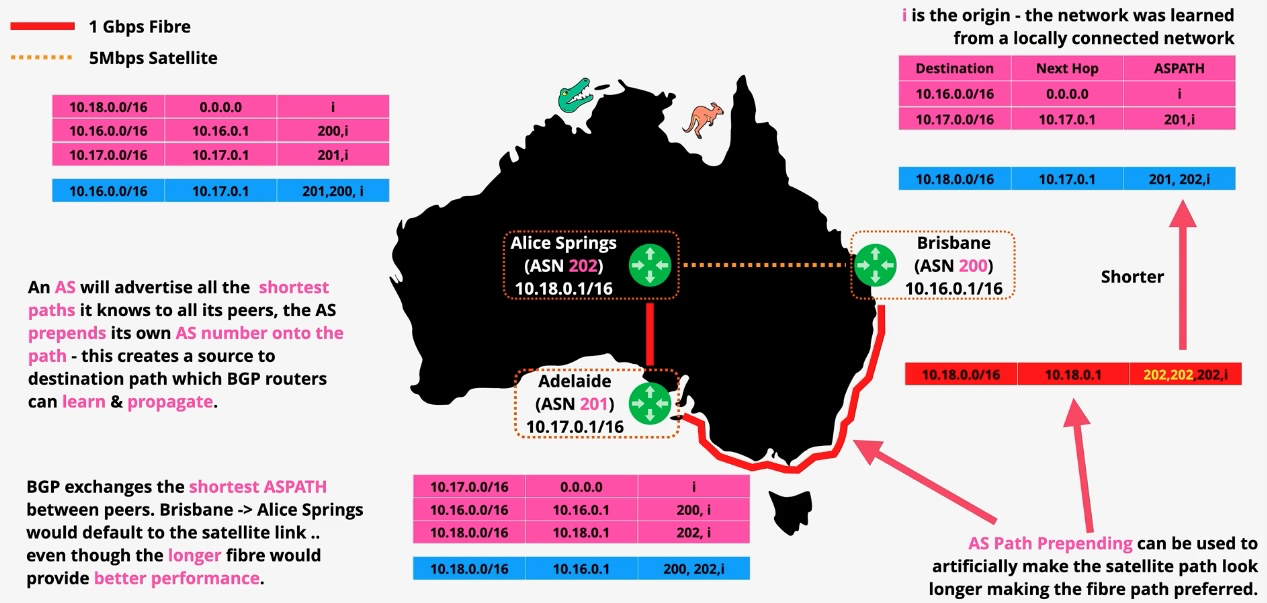 1 Gbps Fibre
5Mbps Satellite
10.18.0.0/16 0.0.0.0 i
10.16.0.0/16 10.16.0.1 200,i
10.17.0.0/16 10.17.0.1 201,i
10.16.0.0/16 10.17.0.1 201,200, i
i is the origin - the network was learned
from a locally connected network
Destination Next Hop ASPATH
10.16.0.0/16 0.0.0.0 i
10.17.0.0/16 10.17.0.1 201,i
10.18.0.0/16 10.17.0.1 201, 202,i
Alice Springs
(ASN 202)
10.18.0.1/16
Brisbane
(ASN 200)
10.16.0.1/16
Shorter
An AS will advertise all the shortest
paths it knows to all its peers, the AS
prepends its own AS number onto the
path - this creates a source to
destination path which BGP routers
can learn & propagate.
10.18.0.0/16 10.18.0.1 202,202,202,i
Adelaide
(ASN 201)
10.17.0.1/16
BGP exchanges the shortest ASPATH
between peers. Brisbane -> Alice Springs
would default to the satellite link ..
even though the longer fibre would
provide better performance.
10.17.0.0/16 0.0.0.0 i
10.16.0.0/16 10.16.0.1 200, i
10.18.0.0/16 10.18.0.1 202, i
10.18.0.0/16 10.16.0.1 200, 202,i
AS Path Prepending can be used to
artificially make the satellite path look
longer making the fibre path preferred.